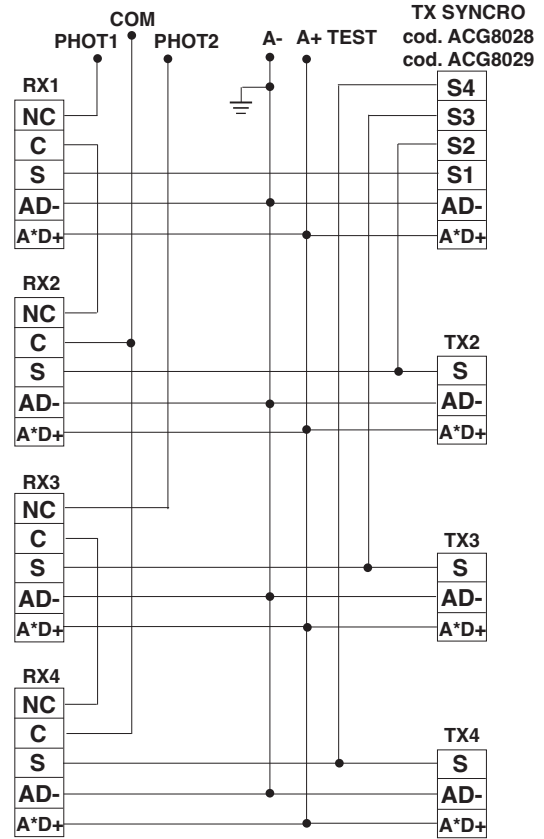 COM
PHOT1 PHOT2
A- A+ TEST
TX SYNCRO
cod. ACG8028
cod. ACG8029
RX1
NC
C
S
AD-
A*D+
S4
S3
S2
S1
AD-
A*D+
RX2
NC
C
S
AD-
A*D+
TX2
S
AD-
A*D+
RX3
NC
C
S
AD-
A*D+
TX3
S
AD-
A*D+
RX4
NC
C
S
AD-
A*D+
TX4
S
AD-
A*D+